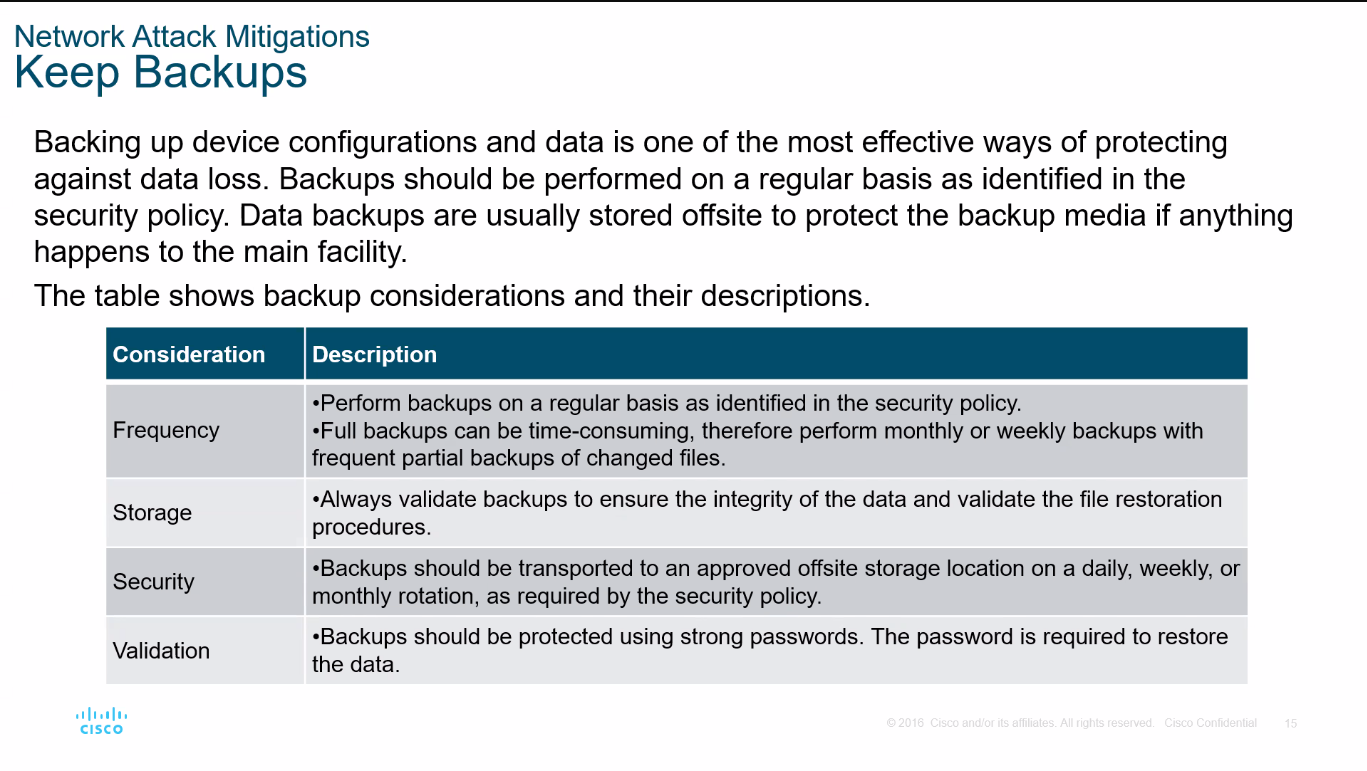 Network Attack Mitigations
Keep Backups
Backing up device configurations and data is one of the most effective ways of protecting
against data loss. Backups should be performed on a regular basis as identified in the
security policy. Data backups are usually stored offsite to protect the backup media if anything
happens to the main facility.
The table shows backup considerations and their descriptions.
Consideration Description
Frequency
•Perform backups on a regular basis as identified in the security policy.
•Full backups can be time-consuming, therefore perform monthly or weekly backups with
frequent partial backups of changed files.
Storage
•Always validate backups to ensure the integrity of the data and validate the file restoration
procedures.
Security
•Backups should be transported to an approved offsite storage location on a daily, weekly, or
monthly rotation, as required by the security policy.
Validation
•Backups should be protected using strong passwords. The password is required to restore
the data.
CISCO
© 2016 Cisco and/or its affiliates. All rights reserved. Cisco Confidential 15